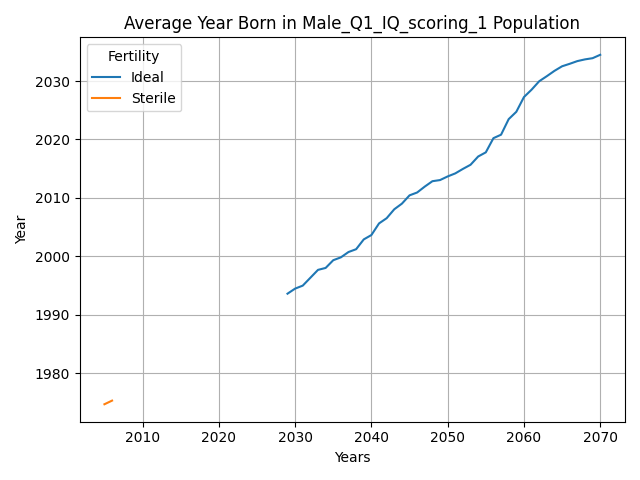 Average Year Born in Male_Q1_IQ_scoring_1 Population
Fertility
Ideal
Sterile
2030
2020
2010
2000
1990
1980
Year
2010 2020 2030 2040 2050 2060 2070
Years